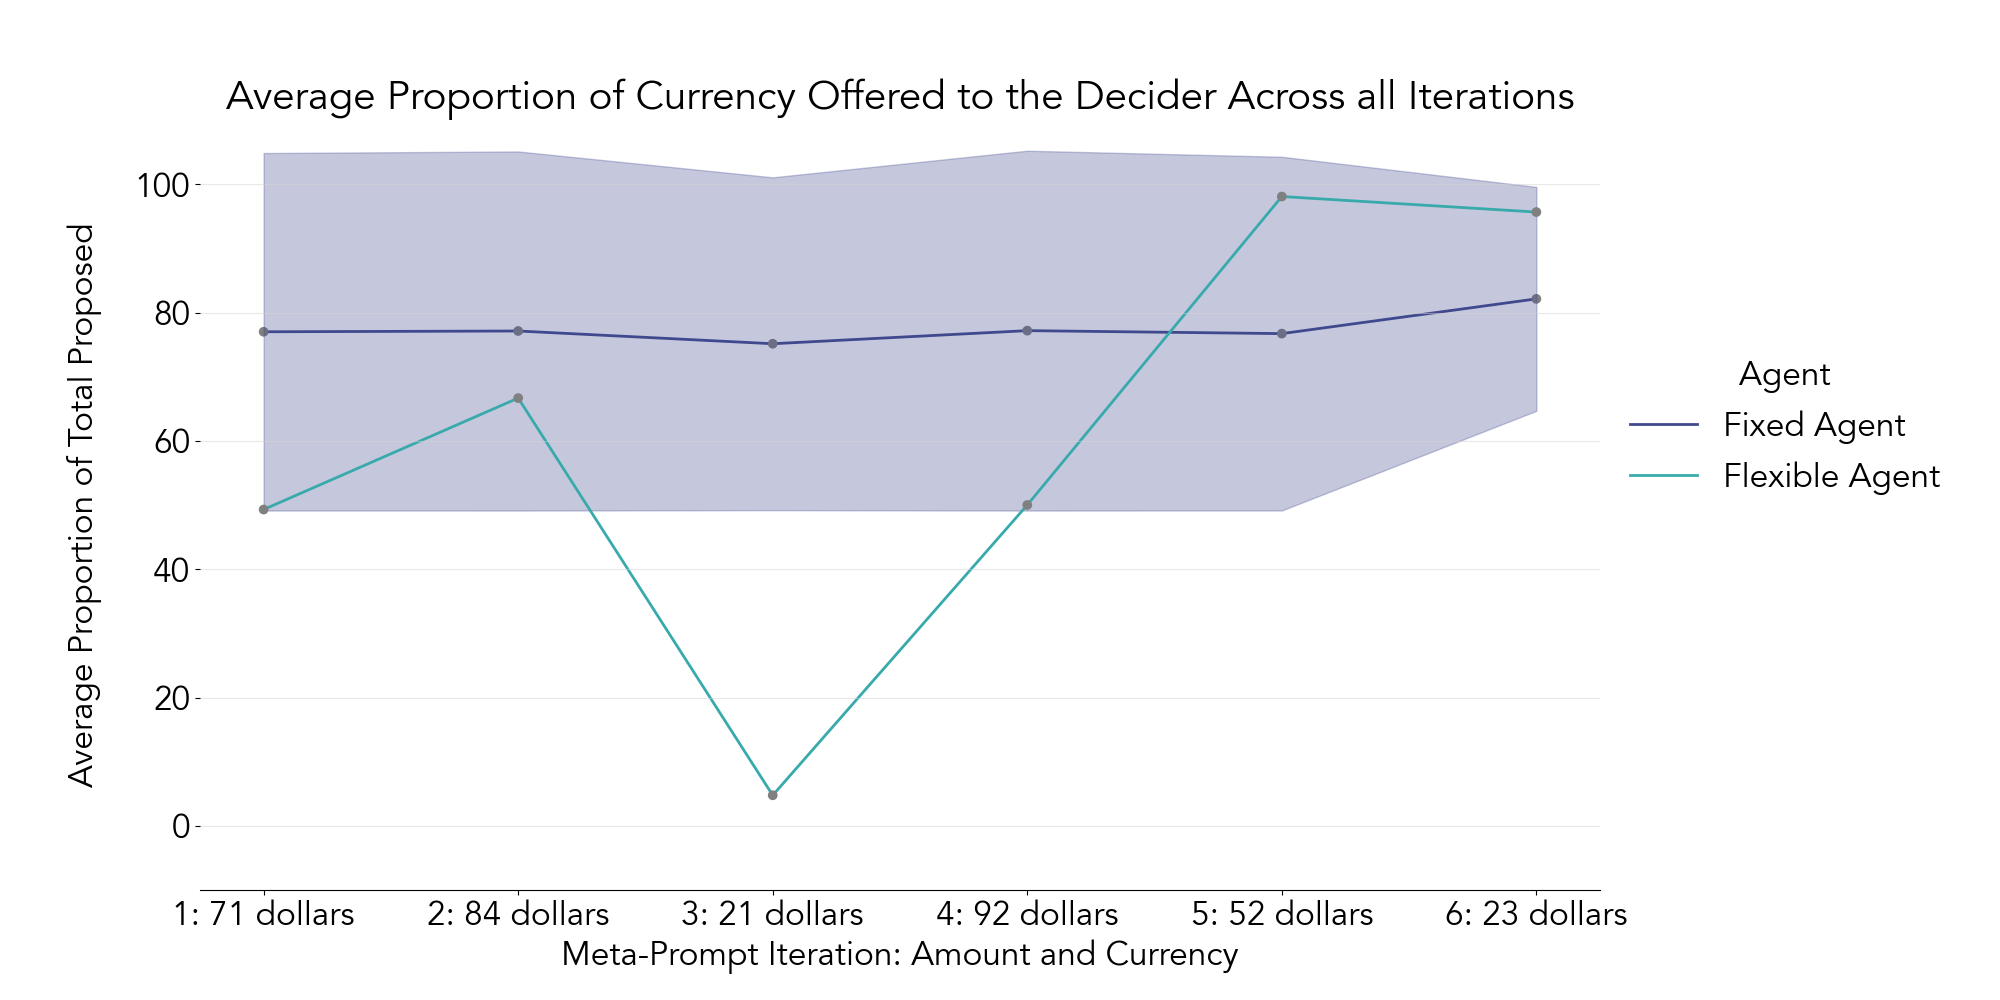 Average Proportion of Currency Offered to the Decider Across all Iterations
Average Proportion of Total Proposed
100
80
60
40
20
0
1: 71 dollars
2: 84 dollars
3: 21 dollars
4: 92 dollars
5: 52 dollars
6: 23 dollars
Meta-Prompt Iteration: Amount and Currency
Agent
Fixed Agent
Flexible Agent